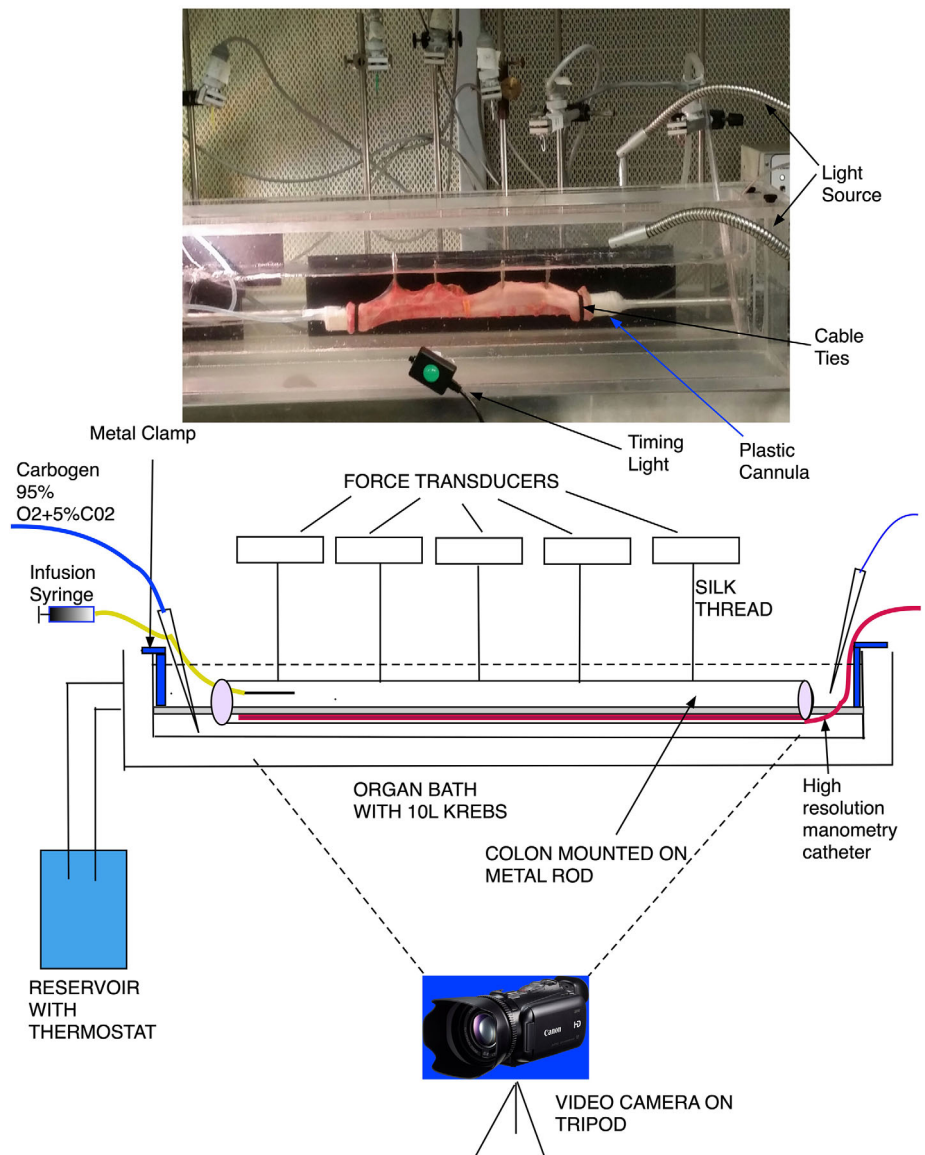 Light
Source
Cable
Ties
Timing
Light
Plastic
Cannula
Metal Clamp
Carbogen
95%
O2+5%C02
FORCE TRANSDUCERS
Infusion
Syringe
SILK
THREAD
ORGAN BATH
WITH 10L KREBS
High
resolution
manometry
catheter
COLON MOUNTED ON
METAL ROD
RESERVOIR
WITH
THERMOSTAT
Canon
HD
VIDEO CAMERA ON
TRIPOD